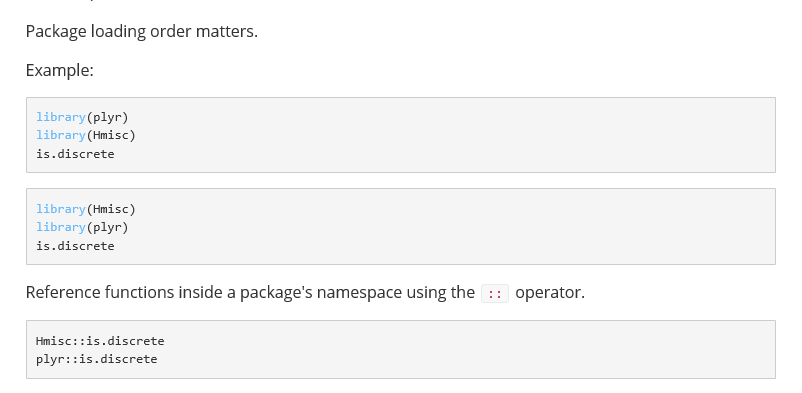 Package loading order matters.
Example:
library(plyr)
library(Hmisc)
is.discrete
library(Hmisc)
library(plyr)
is.discrete
Reference functions inside a package's namespace using the :: operator.
Hmisc::is.discrete
plyr::is.discrete